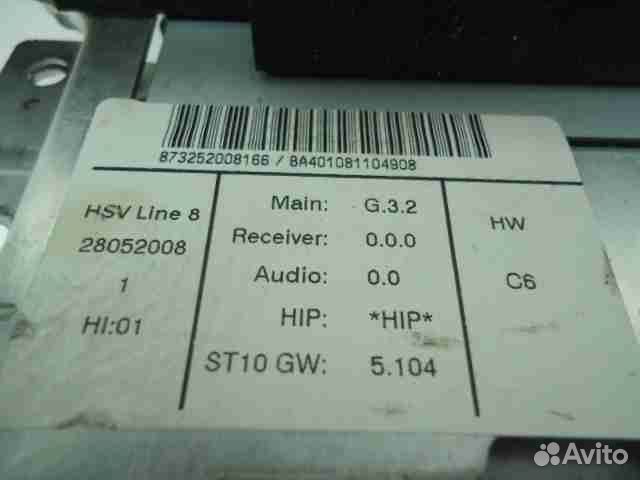 873252008166 / 8A401081104908
HSV Line 8
28052008
1
HI:01
Main: G.3.2
Receiver: 0.0.0
Audio: 0.0
HIP: *HIP*
ST10 GW: 5.104
HW
C6
Avito